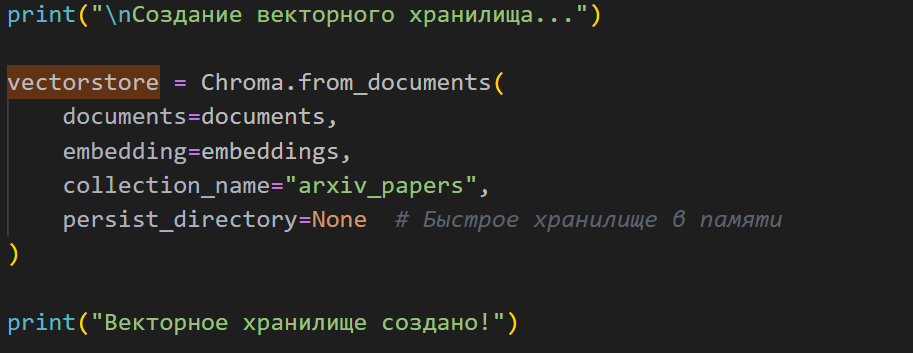 print("\nСоздание векторного хранилища...")
vectorstore = Chroma.from_documents(
    documents=documents,
    embedding=embeddings,
    collection_name="arxiv_papers",
    persist_directory=None  # Быстрое хранилище в памяти
)
print("Векторное хранилище создано!")